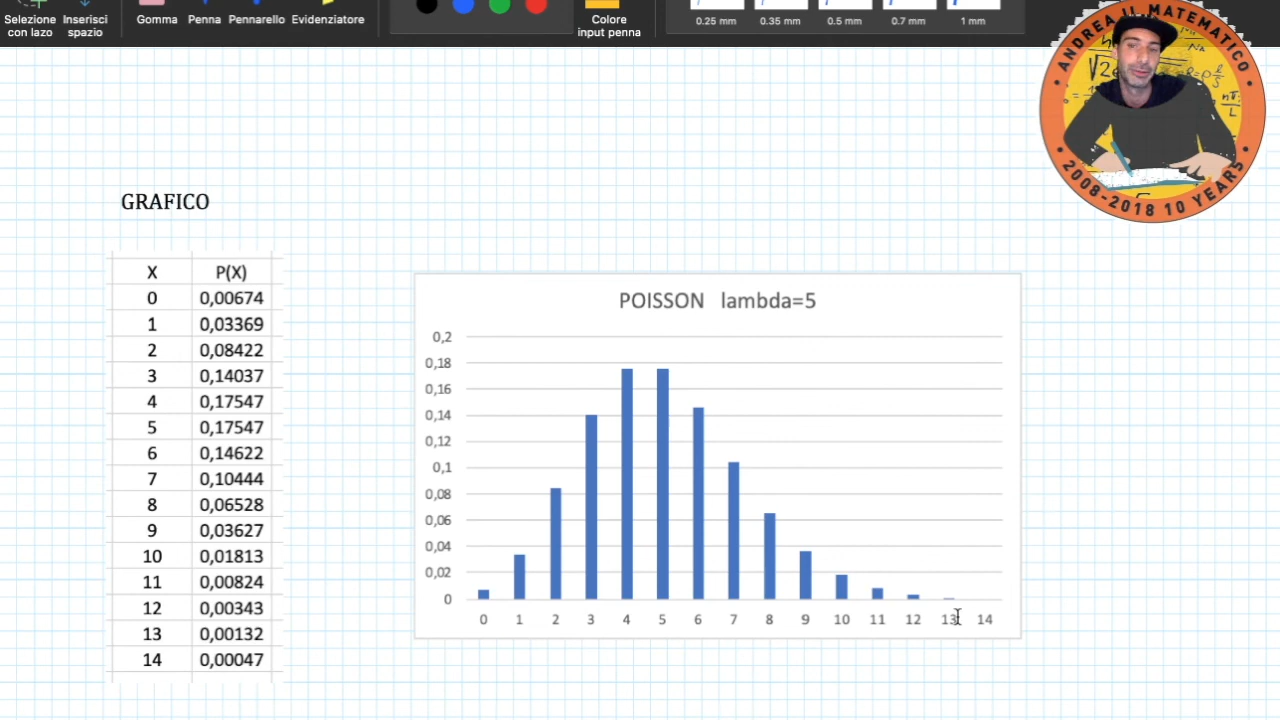 Selezione con lazo
Inserisci spazio
Gomma
Penna
Pennarello
Evidenziatore
Colore input penna
0.25 mm
0.35 mm
0.5 mm
0.7 mm
1 mm
ANDREA IL MATEMATICO
2008-2018 10 YEARS
GRAFICO
X P(X)
0 0,00674
1 0,03369
2 0,08422
3 0,14037
4 0,17547
5 0,17547
6 0,14622
7 0,10444
8 0,06528
9 0,03627
10 0,01813
11 0,00824
12 0,00343
13 0,00132
14 0,00047
POISSON lambda=5
0,2
0,18
0,16
0,14
0,12
0,1
0,08
0,06
0,04
0,02
0
0 1 2 3 4 5 6 7 8 9 10 11 12 13 14